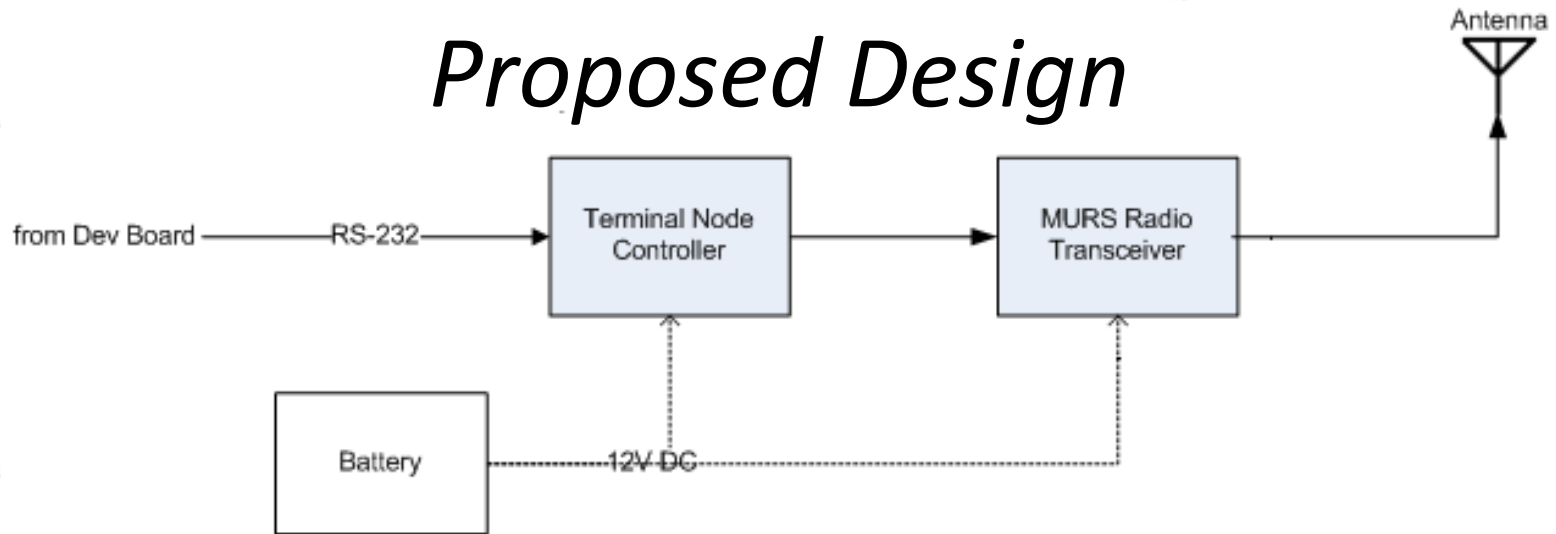 Antenna
Proposed Design
from Dev Board
RS-232
Terminal Node
Controller
MURS Radio
Transceiver
Battery
12V DC